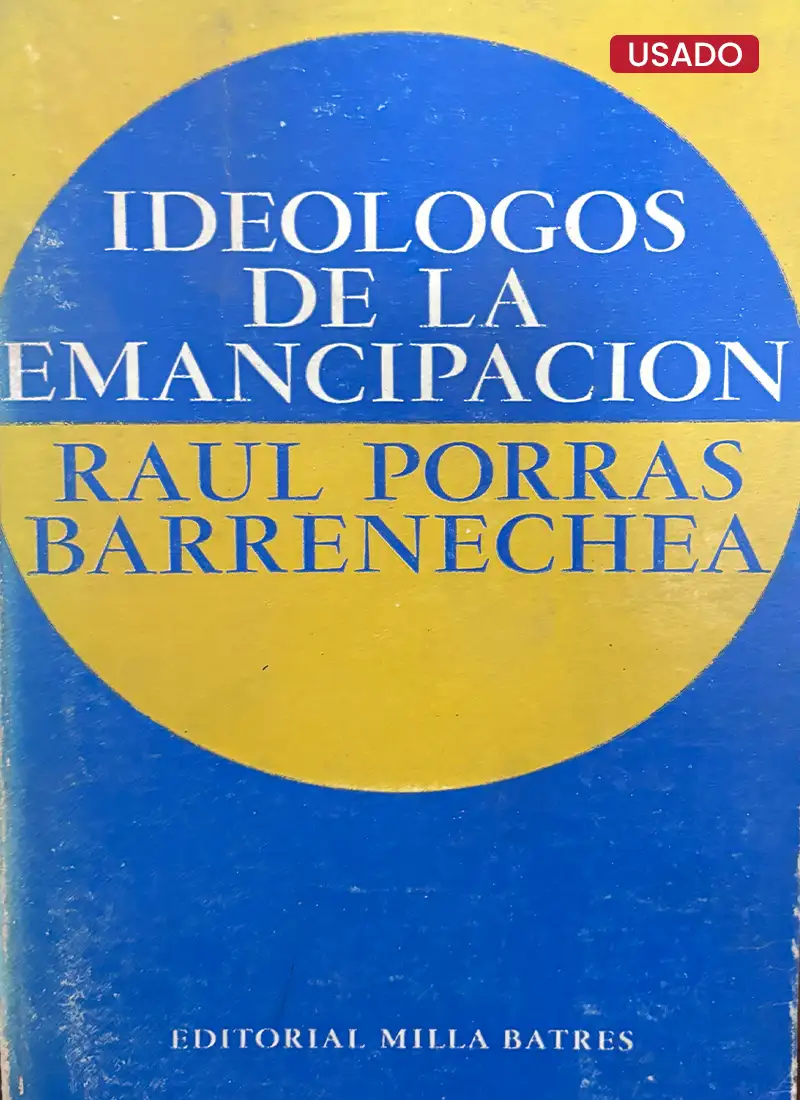 USADO
IDEOLOGOS
DE LA
EMANCIPACION
RAUL PORRAS
BARRENECHEA
EDITORIAL MILLA BATRES